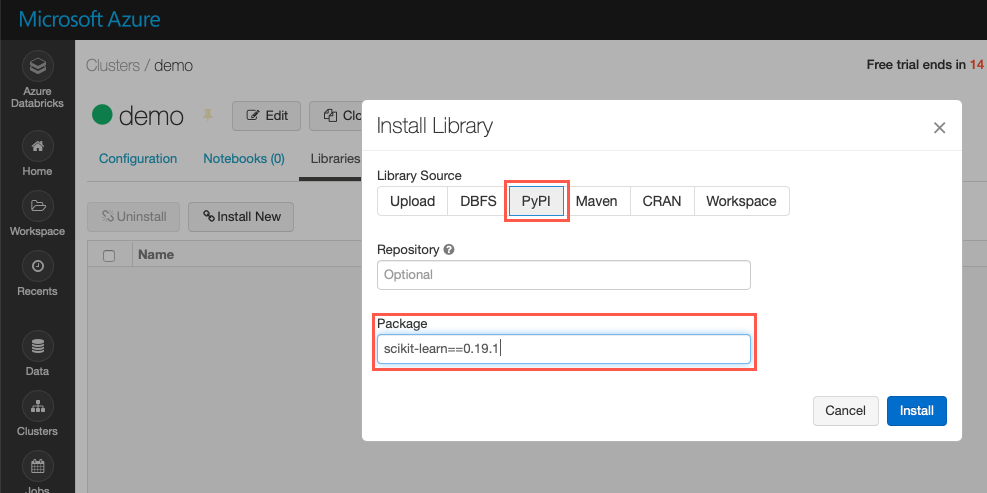 Microsoft Azure
Clusters / demo
Free trial ends in 14
Azure
Databricks
Home
Workspace
Recents
Data
Clusters
Jobs
demo
Edit
Clo
Configuration
Notebooks (0)
Libraries
Uninstall
Install New
Name
Install Library
×
Library Source
Upload
DBFS
PyPI
Maven
CRAN
Workspace
Repository ?
Optional
Package
scikit-learn==0.19.1
Cancel
Install